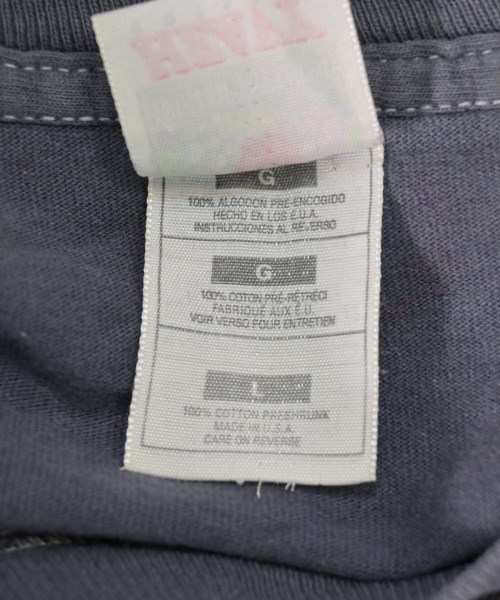 G
100% ALGODON PRE-ENCOGIDO
HECHO EN LOS E.U.A.
INSTRUCCIONES AL REVERSO
G
100% COTON PRÉ-RÉTRÉCI
FABRIQUÉ AUX É.U.
VOIR VERSO POUR ENTRETIEN
L
100% COTTON PRESHRUNK
MADE IN U.S.A.
CARE ON REVERSE